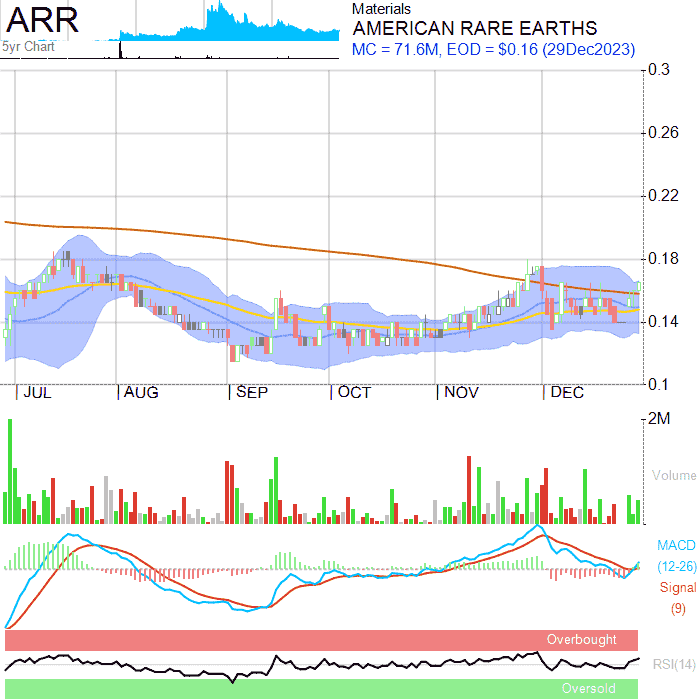 ARR
5yr Chart
Materials
AMERICAN RARE EARTHS
MC = 71.6M, EOD = $0.16 (29Dec2023)
0.3
0.26
0.22
0.18
0.14
0.1
JUL AUG SEP OCT NOV DEC
2M
Volume
MACD
(12-26)
Signal
(9)
Overbought
RSI(14)
Oversold